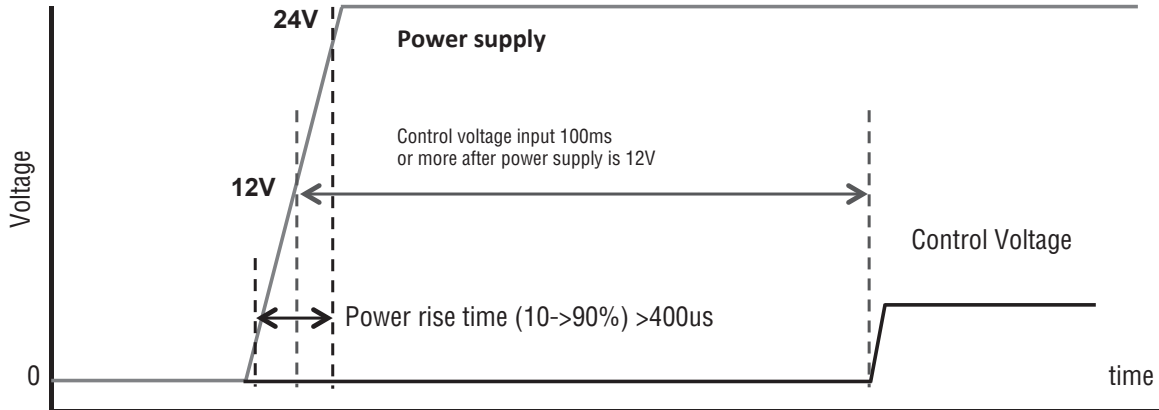 24V
Power supply
Control voltage input 100ms
or more after power supply is 12V
12V
Voltage
Control Voltage
Power rise time (10->90%) >400us
0
time